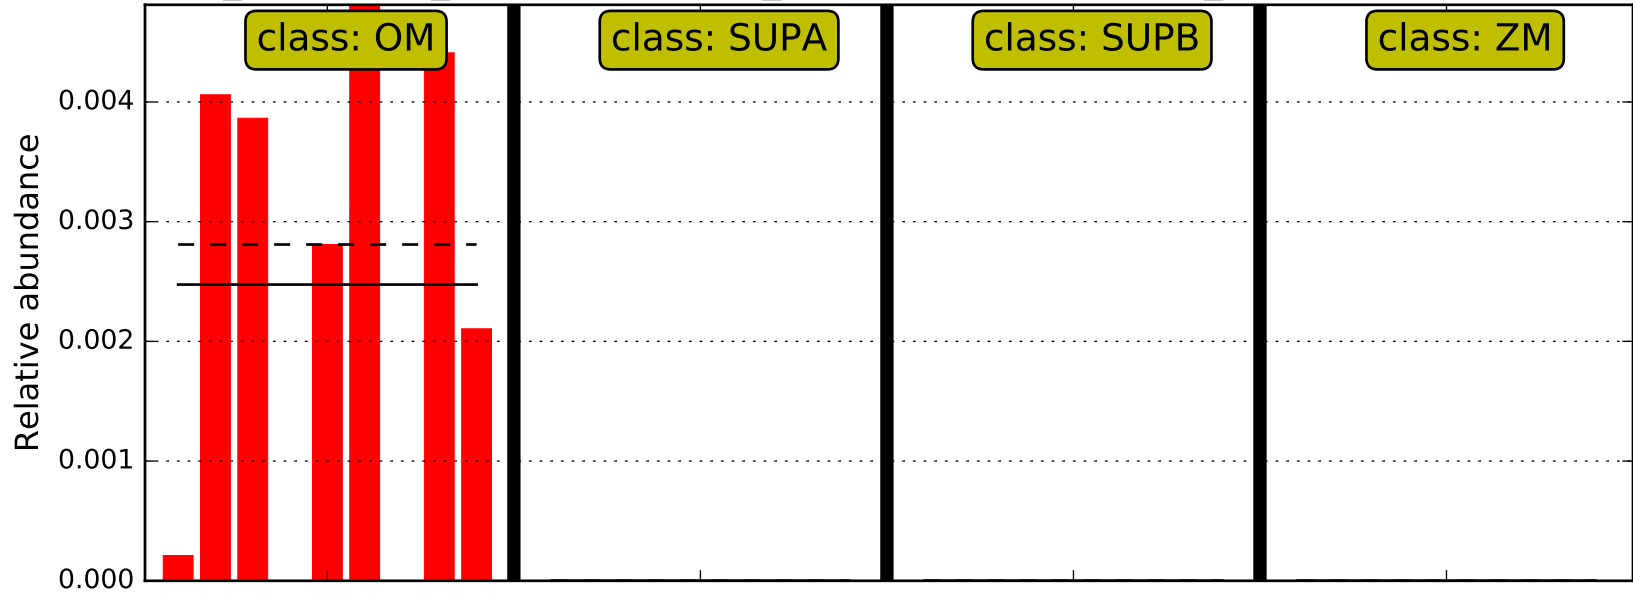 class: OM
class: SUPA
class: SUPB
class: ZM
Relative abundance
0.004
0.003
0.002
0.001
0.000